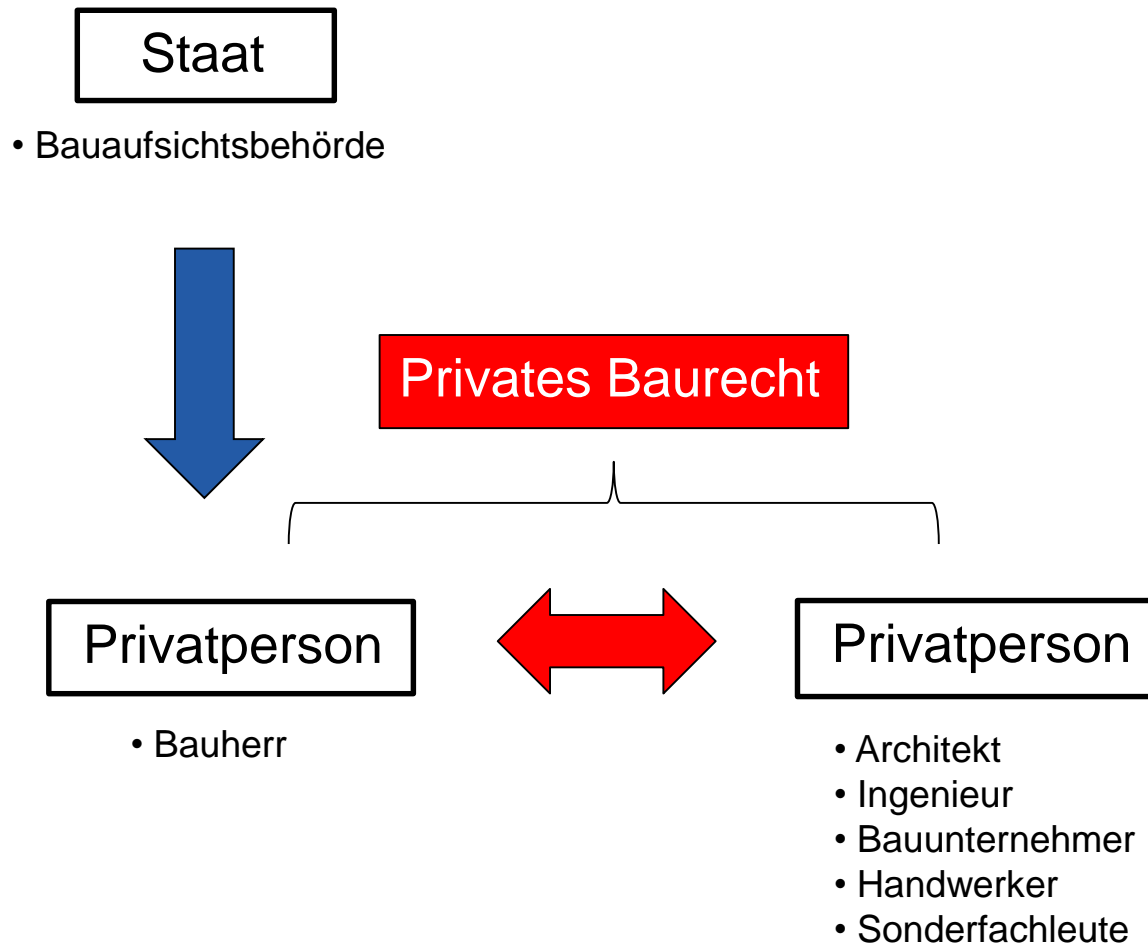 Staat
• Bauaufsichtsbehörde
Privates Baurecht
Privatperson
• Bauherr
Privatperson
• Architekt
• Ingenieur
• Bauunternehmer
• Handwerker
• Sonderfachleute